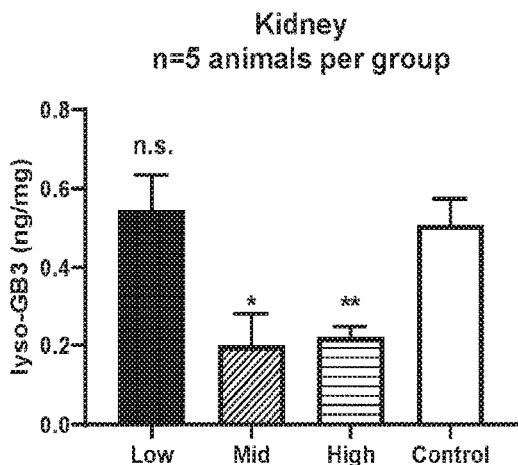 Kidney
n=5 animals per group
lyso-GB3 (ng/mg)
0.8
0.6
0.4
0.2
0.0
n.s.
*
**
Low Mid High Control